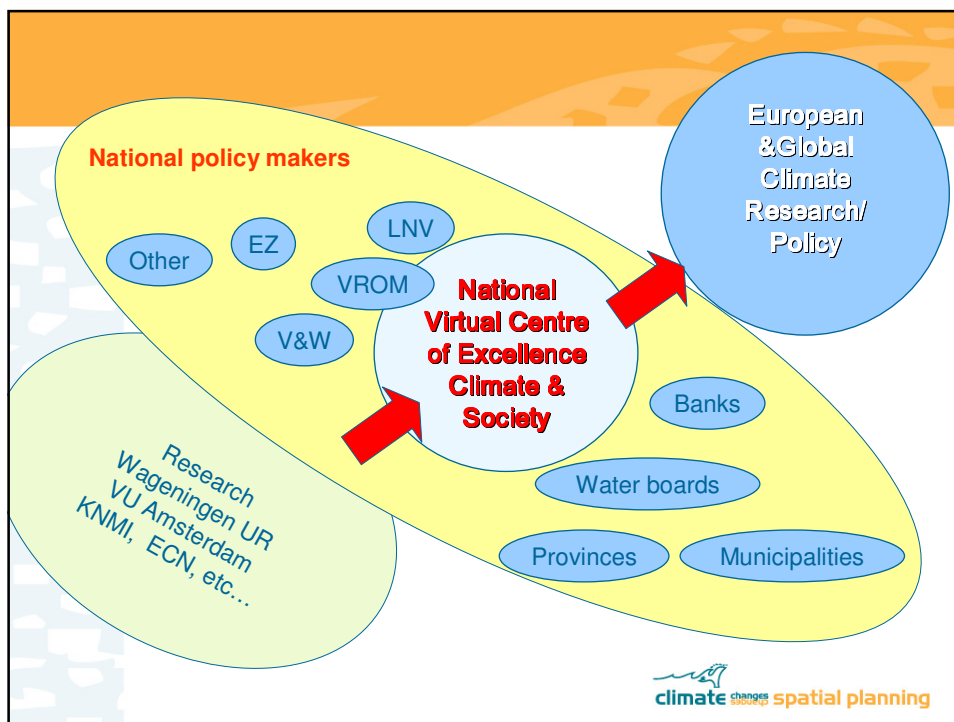 National policy makers
European
&Global
Climate
Research/
Policy
LNV
EZ
Other
VROM
V&W
National
Virtual Centre
of Excellence
Climate &
Society
Banks
Water boards
Provinces
Municipalities
Research
Wageningen UR
VU Amsterdam
KNMI, ECN, etc...
climate changes changes spatial planning